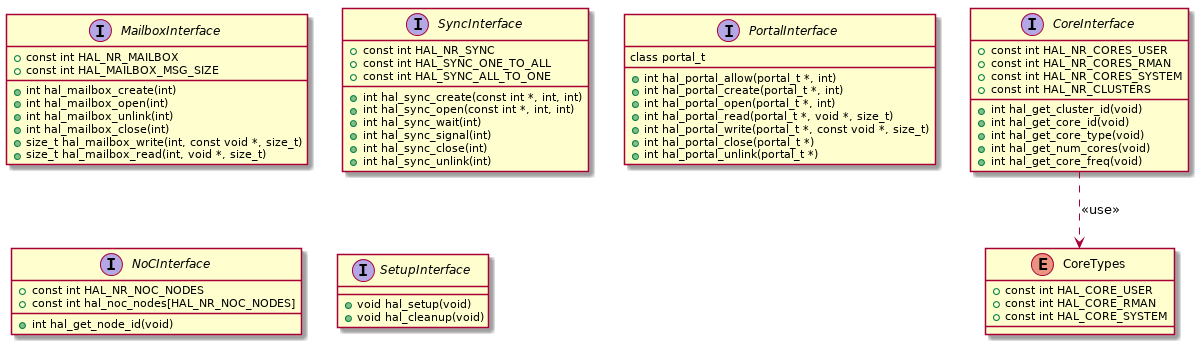 I MailboxInterface
const int HAL_NR_MAILBOX
const int HAL_MAILBOX_MSG_SIZE
int hal_mailbox_create(int)
int hal_mailbox_open(int)
int hal_mailbox_unlink(int)
int hal_mailbox_close(int)
size_t hal_mailbox_write(int, const void *, size_t)
size_t hal_mailbox_read(int, void *, size_t)
I SyncInterface
const int HAL_NR_SYNC
const int HAL_SYNC_ONE_TO_ALL
const int HAL_SYNC_ALL_TO_ONE
int hal_sync_create(const int *, int, int)
int hal_sync_open(const int *, int, int)
int hal_sync_wait(int)
int hal_sync_signal(int)
int hal_sync_close(int)
int hal_sync_unlink(int)
I PortalInterface
class portal_t
int hal_portal_allow(portal_t *, int)
int hal_portal_create(portal_t *, int)
int hal_portal_open(portal_t *, int)
int hal_portal_read(portal_t *, void *, size_t)
int hal_portal_write(portal_t *, const void *, size_t)
int hal_portal_close(portal_t *)
int hal_portal_unlink(portal_t *)
I CoreInterface
const int HAL_NR_CORES_USER
const int HAL_NR_CORES_RMAN
const int HAL_NR_CORES_SYSTEM
const int HAL_NR_CLUSTERS
int hal_get_cluster_id(void)
int hal_get_core_id(void)
int hal_get_core_type(void)
int hal_get_num_cores(void)
int hal_get_core_freq(void)
«use»
I NoCInterface
const int HAL_NR_NOC_NODES
const int hal_noc_nodes[HAL_NR_NOC_NODES]
int hal_get_node_id(void)
I SetupInterface
void hal_setup(void)
void hal_cleanup(void)
E CoreTypes
const int HAL_CORE_USER
const int HAL_CORE_RMAN
const int HAL_CORE_SYSTEM